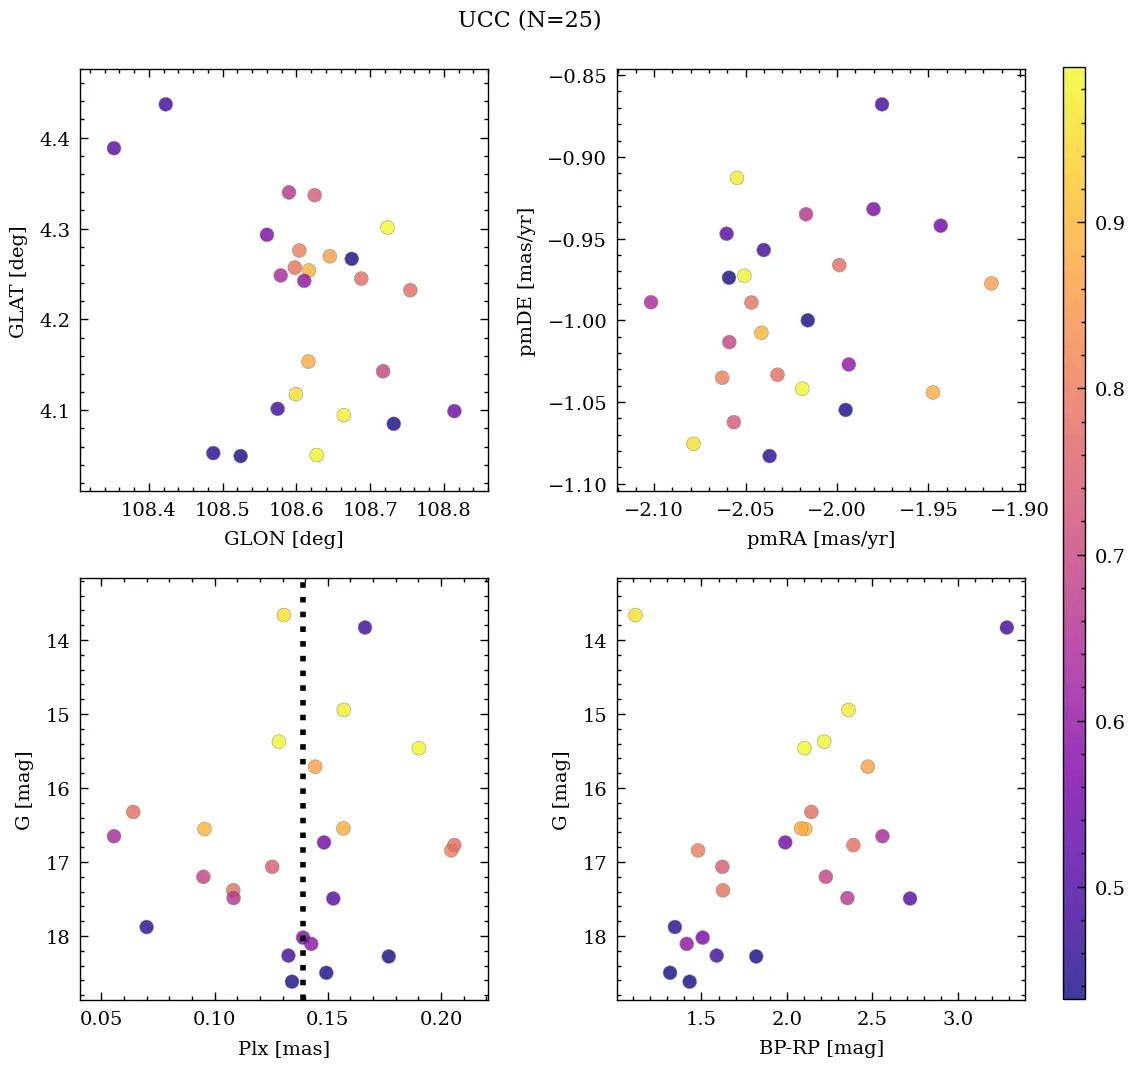 UCC (N=25)
4.4
4.3
4.2
4.1
GLAT [deg]
108.4 108.5 108.6 108.7 108.8
GLON [deg]
−0.85
−0.90
−0.95
−1.00
−1.05
−1.10
pmDE [mas/yr]
−2.10 −2.05 −2.00 −1.95 −1.90
pmRA [mas/yr]
14
15
16
17
18
G [mag]
0.05 0.10 0.15 0.20
Plx [mas]
14
15
16
17
18
G [mag]
1.5 2.0 2.5 3.0
BP-RP [mag]
0.9
0.8
0.7
0.6
0.5